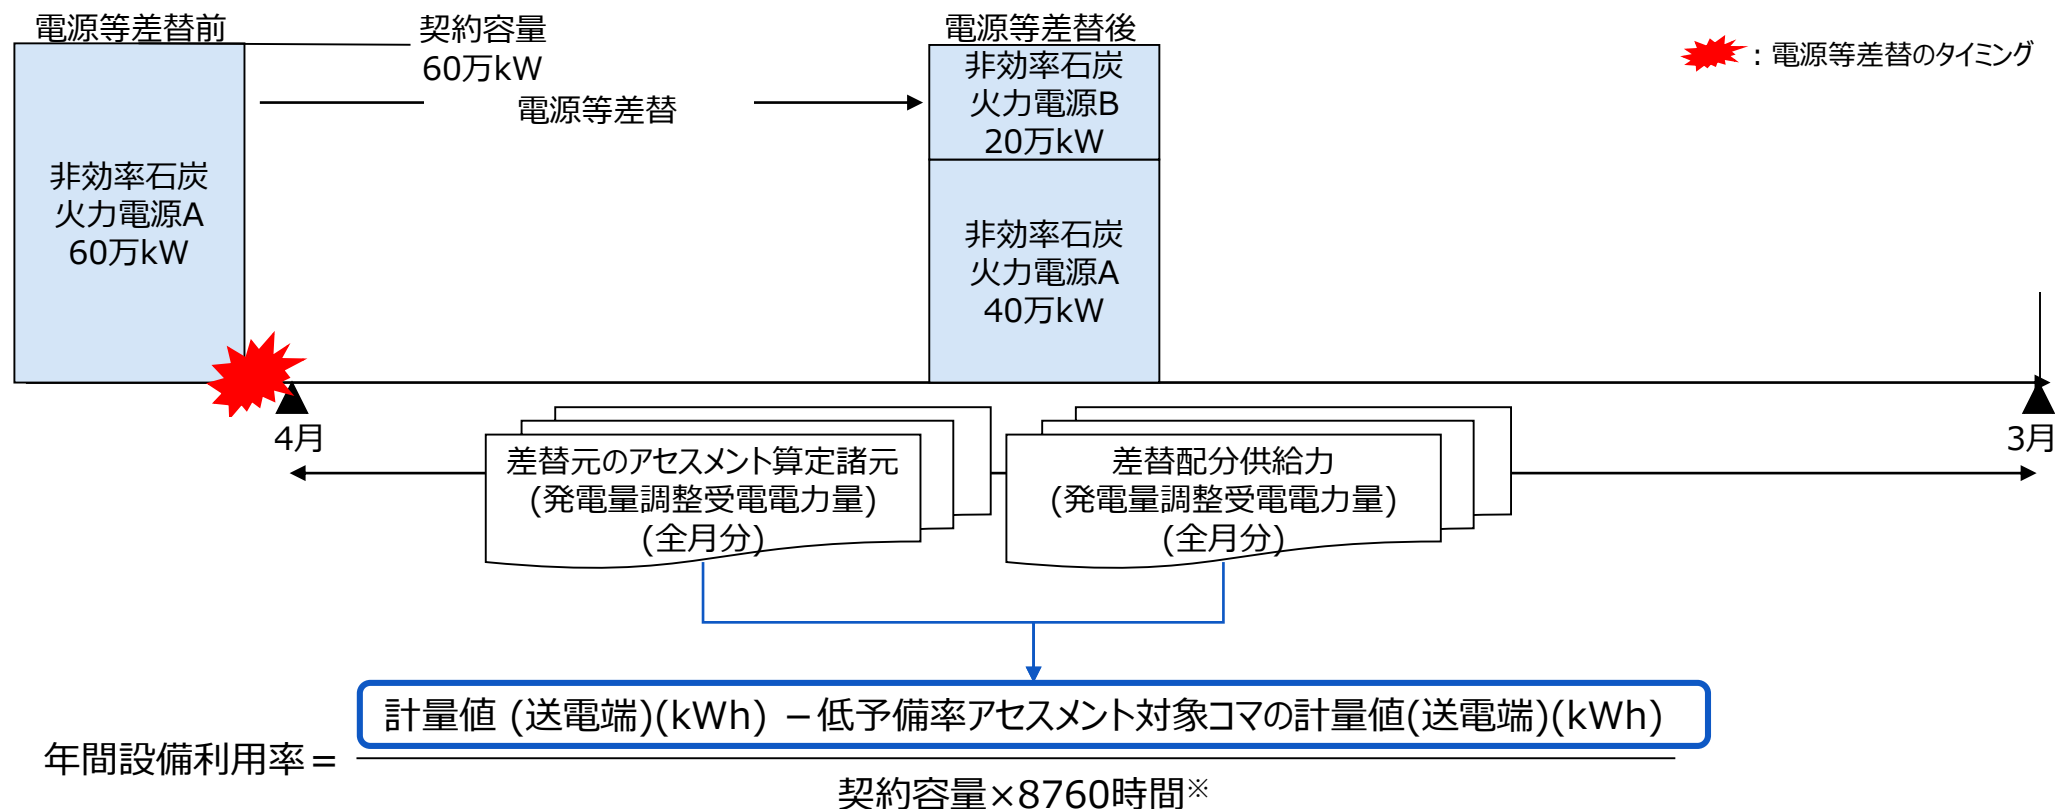 電源等差替前
契約容量
60万kW
電源等差替後
：電源等差替のタイミング
電源等差替
非効率石炭
火力電源A
60万kW
非効率石炭
火力電源B
20万kW
非効率石炭
火力電源A
40万kW
4月
3月
差替元のアセスメント算定諸元
(発電量調整受電電力量)
(全月分)
差替配分供給力
(発電量調整受電電力量)
(全月分)
計量値 (送電端)(kWh) －低予備率アセスメント対象コマの計量値(送電端)(kWh)
年間設備利用率＝
契約容量×8760時間※